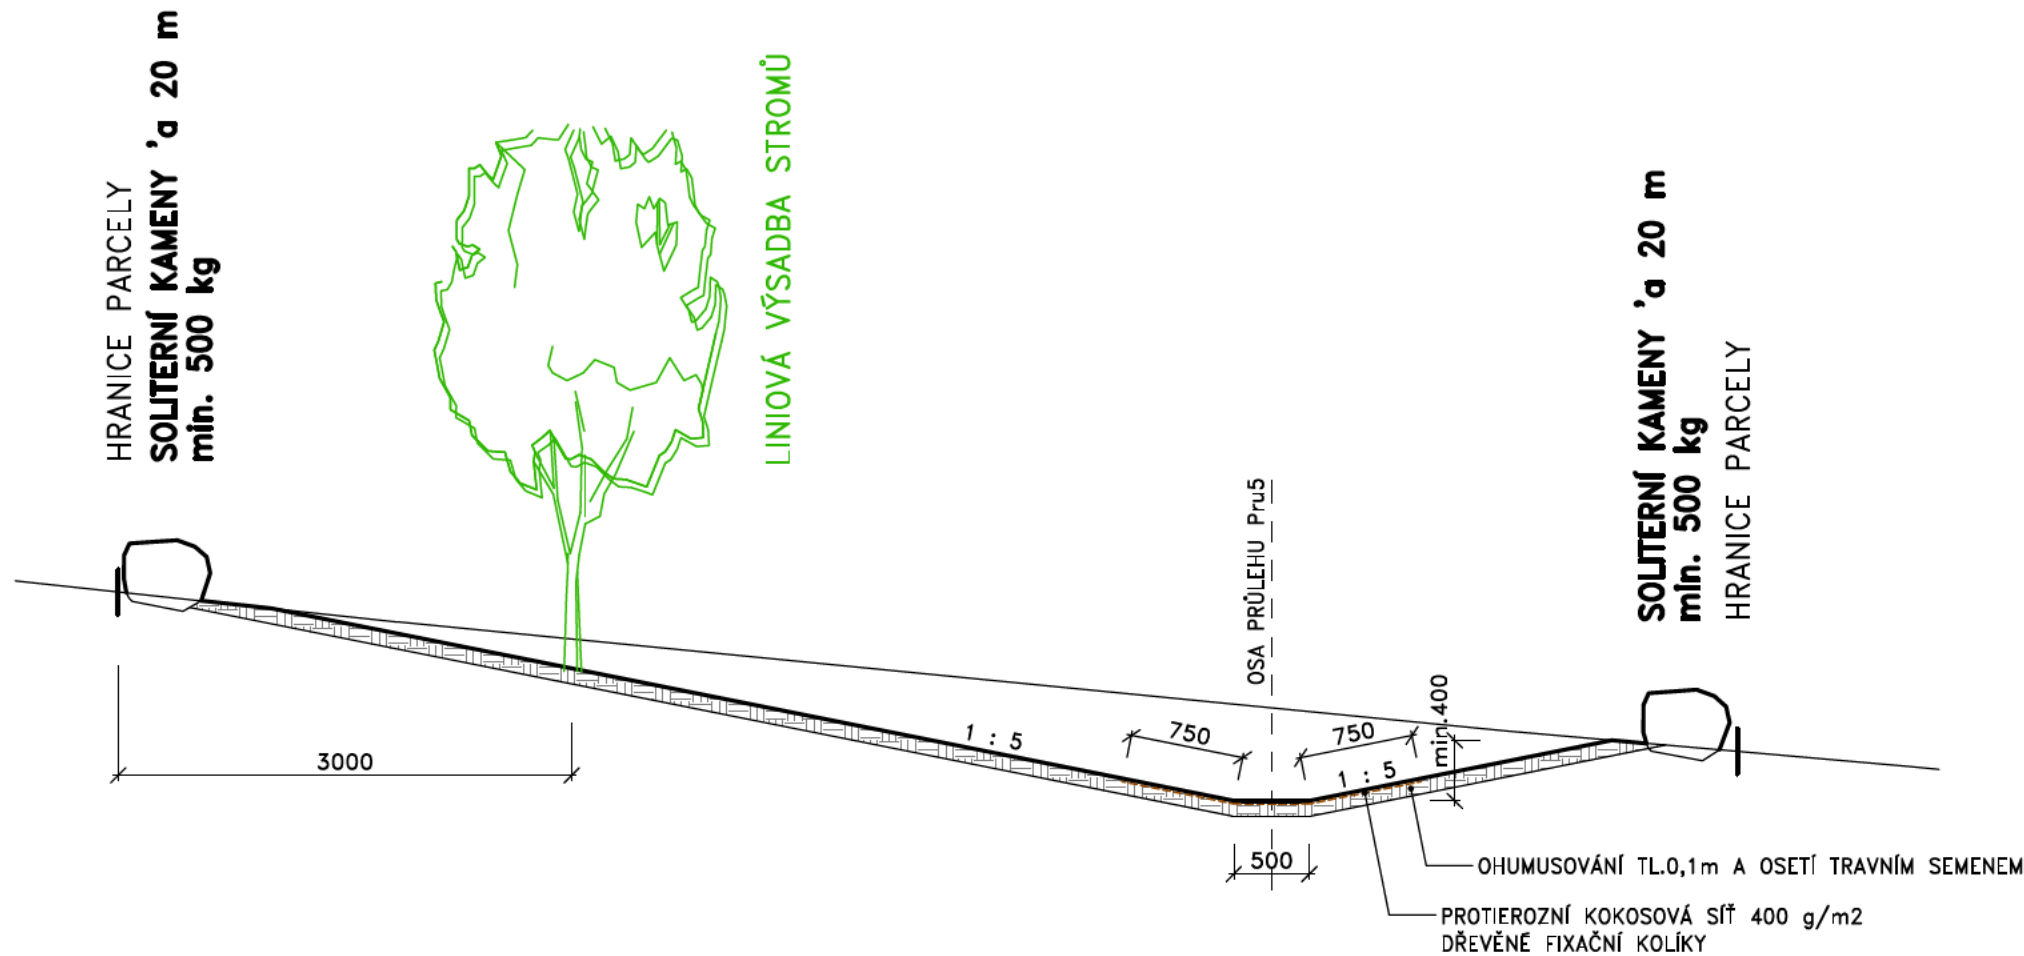 HRANICE PARCELY
SOLITERNÍ KAMENY 'a 20 m
min. 500 kg
LINIOVÁ VÝSADBA STROMŮ
OSA PRŮLEHU Pru5
SOLITERNÍ KAMENY 'a 20 m
min. 500 kg
HRANICE PARCELY
3000
1 : 5
750
750
1 : 5
min.400
500
OHUMUSOVÁNÍ TL.0,1m A OSETÍ TRAVNÍM SEMENEM
PROTIEROZNÍ KOKOSOVÁ SÍŤ 400 g/m2
DŘEVĚNÉ FIXAČNÍ KOLÍKY